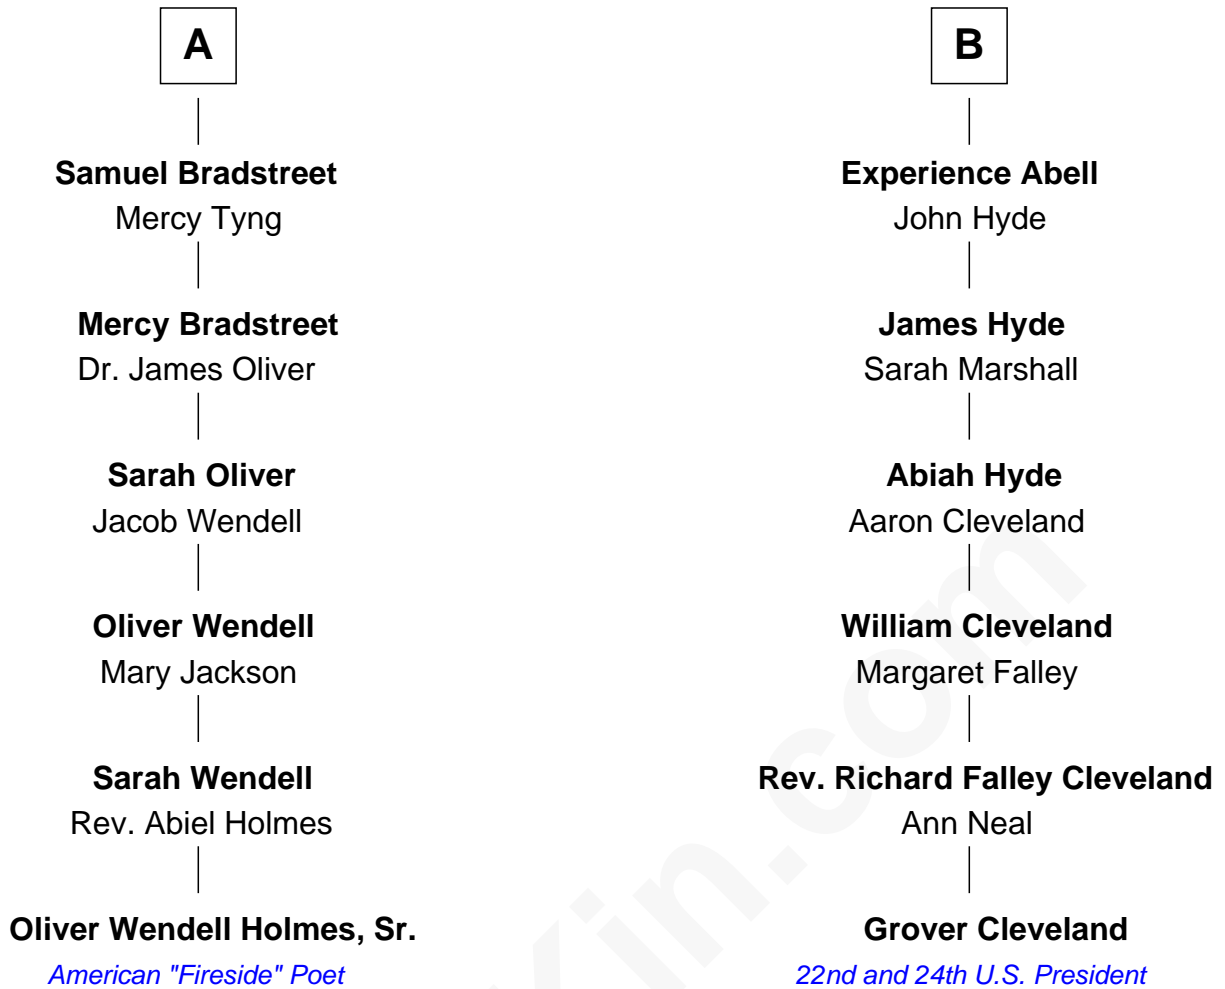 A
Samuel Bradstreet
Mercy Tyng
Mercy Bradstreet
Dr. James Oliver
Sarah Oliver
Jacob Wendell
Oliver Wendell
Mary Jackson
Sarah Wendell
Rev. Abiel Holmes
Oliver Wendell Holmes, Sr.
American "Fireside" Poet
B
Experience Abell
John Hyde
James Hyde
Sarah Marshall
Abiah Hyde
Aaron Cleveland
William Cleveland
Margaret Falley
Rev. Richard Falley Cleveland
Ann Neal
Grover Cleveland
22nd and 24th U.S. President
Kin.com